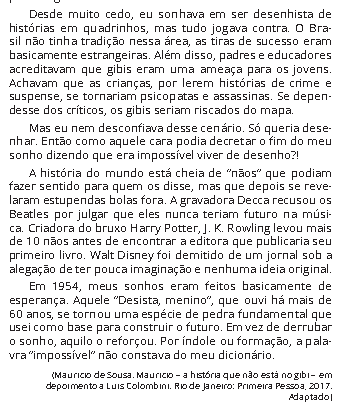 Desde muito cedo, eu sonhava em ser desenhista de
histórias em quadrinhos, mas tudo jogava contra. O Bra-
sil não tinha tradição nessa área, as tiras de sucesso eram
basicamente estrangeiras. Além disso, padres e educadores
acreditavam que gibis eram uma ameaça para os jovens.
Achavam que as crianças, por lerem histórias de crime e
suspense, se tornariam psicopatas e assassinas. Se depen-
desse dos críticos, os gibis seriam riscados do mapa.
Mas eu nem desconfiava desse cenário. Só queria dese-
nhar. Então como aquele cara podia decretar o fim do meu
sonho dizendo que era impossível viver de desenho?!
A história do mundo está cheia de “nãos” que podiam
fazer sentido para quem os disse, mas que depois se reve-
laram estupendas bolas fora. A gravadora Decca recusou os
Beatles por julgar que eles nunca teriam futuro na músi-
ca. Criadora do bruxo Harry Potter, J. K. Rowling levou mais
de 10 nãos antes de encontrar a editora que publicaria seu
primeiro livro. Walt Disney foi demitido de um jornal sob a
alegação de ter pouca imaginação e nenhuma ideia original.
Em 1954, meus sonhos eram feitos basicamente de
esperança. Aquele “Desista, menino”, que ouvi há mais de
60 anos, se tornou uma espécie de pedra fundamental que
usei como base para construir o futuro. Em vez de derrubar
o sonho, aquilo o reforçou. Por índole ou formação, a pala-
vra “impossível” não constava do meu dicionário.
(Mauricio de Sousa. Mauricio – a história que não está no gibi – em
depoimento a Luís Colombini. Rio de Janeiro: Primeira Pessoa, 2017.
Adaptado)